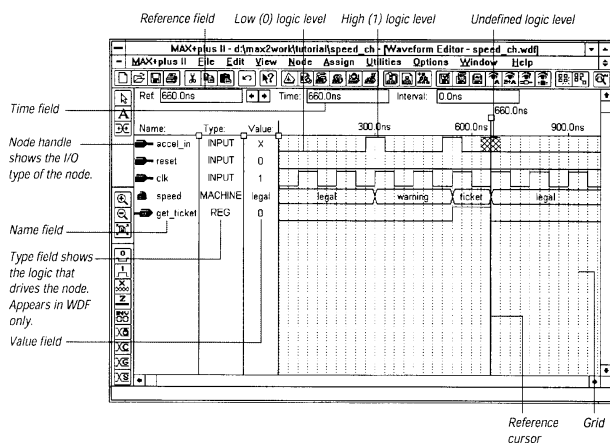 Reference field
Low (0) logic level
High (1) logic level
Undefined logic level
MAX+plus II - d:\max2work\tutorial\speed_ch - [Waveform Editor - speed_ch.wdf]
MAX+plus II File Edit View Node Assign Utilities Options Window Help
Ref: 660.0ns Time: 660.0ns Interval: 0.0ns
660.0ns
Name: Type: Value: 300.0ns 600.0ns 900.0ns
accel_in INPUT X
reset INPUT 0
clk INPUT 1
speed MACHINE legal legal warning ticket legal
get_ticket REG 0
Time field
Node handle
shows the I/O
type of the node.
Name field
Type field shows
the logic that
drives the node.
Appears in WDF
only.
Value field
Reference
cursor
Grid